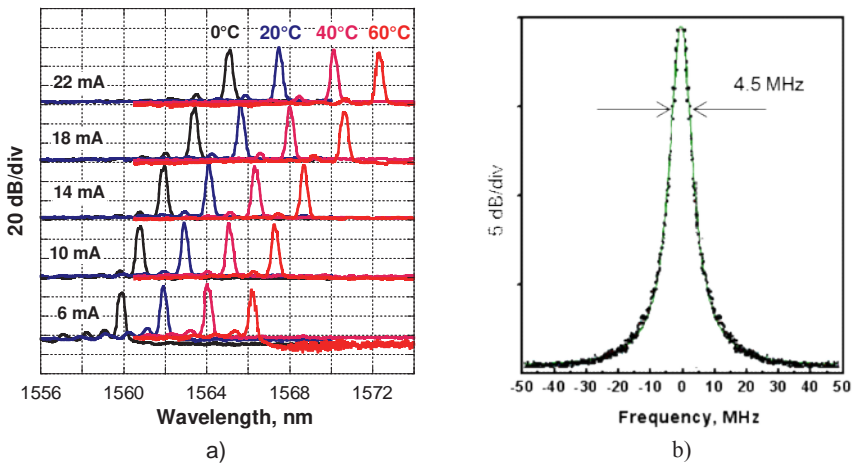 0°C 20°C 40°C 60°C
22 mA
18 mA
14 mA
10 mA
6 mA
20 dB/div
1556 1560 1564 1568 1572
Wavelength, nm
a)
4.5 MHz
5 dB/div
-50 -40 -30 -20 -10 0 10 20 30 40 50
Frequency, MHz
b)